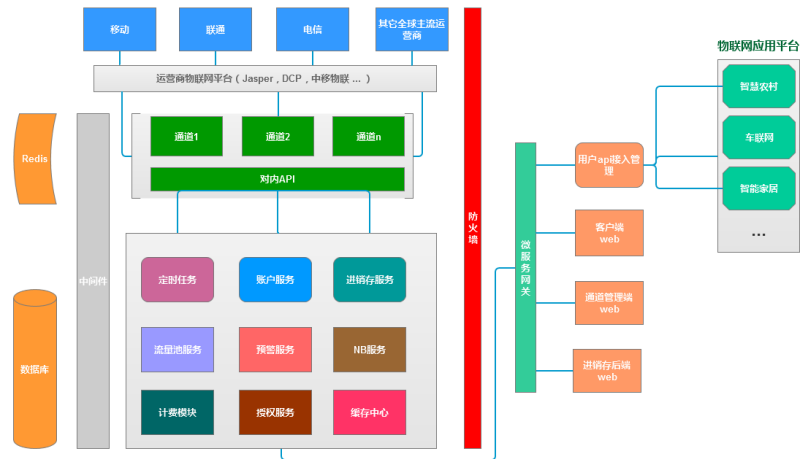 移动
联通
电信
其它全球主流运
营商
运营商物联网平台（Jasper，DCP，中移物联 ... ）
通道1
通道2
通道n
对内API
Redis
数据库
中间件
定时任务
账户服务
进销存服务
流量池服务
预警服务
NB服务
计费模块
授权服务
缓存中心
防火墙
微服务网关
用户api接入管
理
客户端
web
通道管理端
web
进销存后端
web
物联网应用平台
智慧农村
车联网
智能家居
...